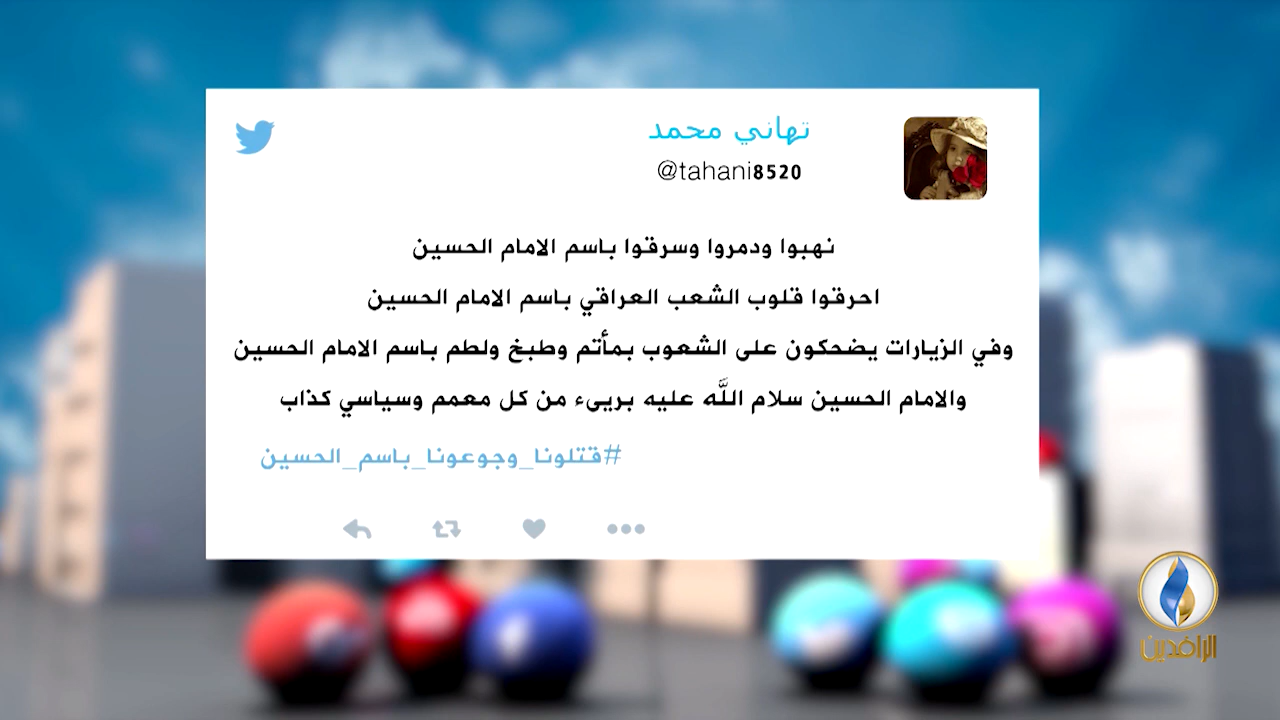 تهاني محمد
@tahani8520
نهبوا ودمروا وسرقوا باسم الامام الحسين
احرقوا قلوب الشعب العراقي باسم الامام الحسين
وفي الزيارات يضحكون على الشعوب بمأتم وطبخ ولطم باسم الامام الحسين
والامام الحسين سلام اللَّه عليه بريىء من كل معمم وسياسي كذاب
#قتلونا_وجوعونا_باسم_الحسين
الرافدين